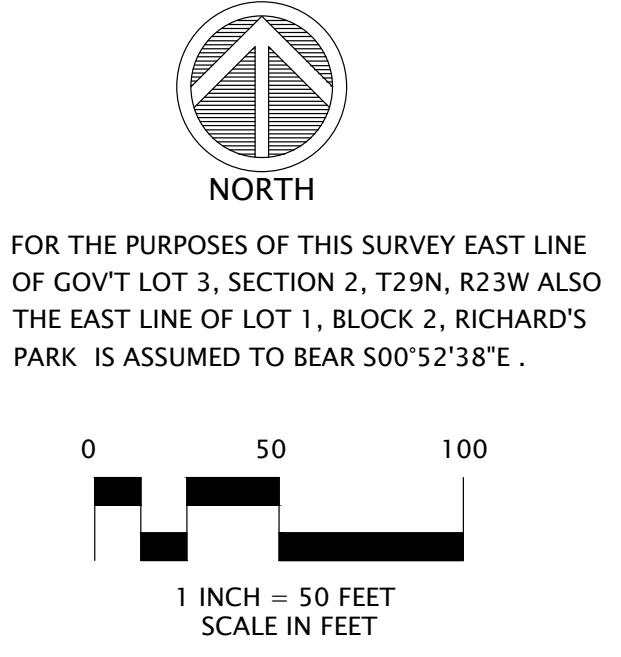 NORTH
FOR THE PURPOSES OF THIS SURVEY EAST LINE
OF GOV'T LOT 3, SECTION 2, T29N, R23W ALSO
THE EAST LINE OF LOT 1, BLOCK 2, RICHARD'S
PARK IS ASSUMED TO BEAR S00°52'38"E .
0 50 100
1 INCH = 50 FEET
SCALE IN FEET